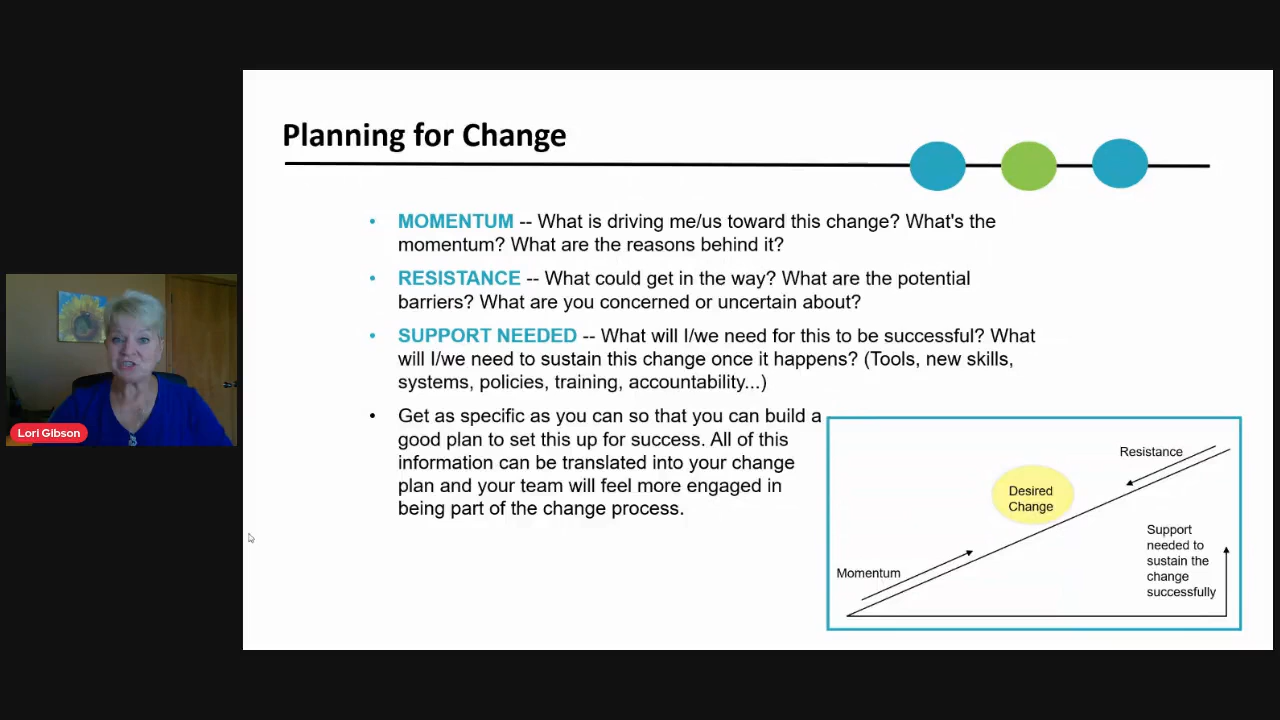 Planning for Change
MOMENTUM -- What is driving me/us toward this change? What's the
momentum? What are the reasons behind it?
RESISTANCE -- What could get in the way? What are the potential
barriers? What are you concerned or uncertain about?
SUPPORT NEEDED -- What will I/we need for this to be successful? What
will I/we need to sustain this change once it happens? (Tools, new skills,
systems, policies, training, accountability...)
Get as specific as you can so that you can build a
good plan to set this up for success. All of this
information can be translated into your change
plan and your team will feel more engaged in
being part of the change process.
Resistance
Desired
Change
Momentum
Support
needed to
sustain the
change
successfully
Lori Gibson